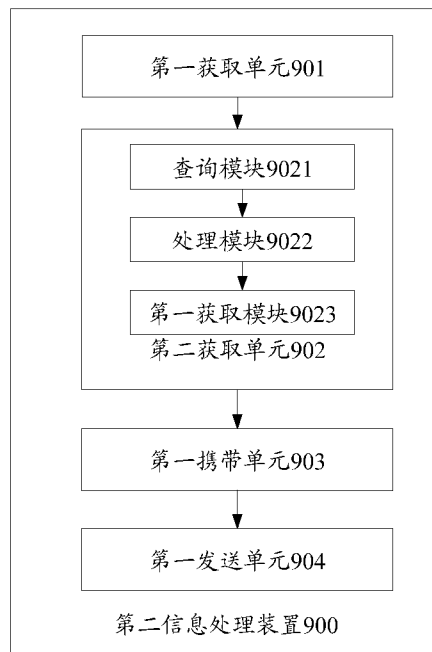 第一获取单元901
查询模块9021
处理模块9022
第一获取模块9023
第二获取单元902
第一携带单元903
第一发送单元904
第二信息处理装置900